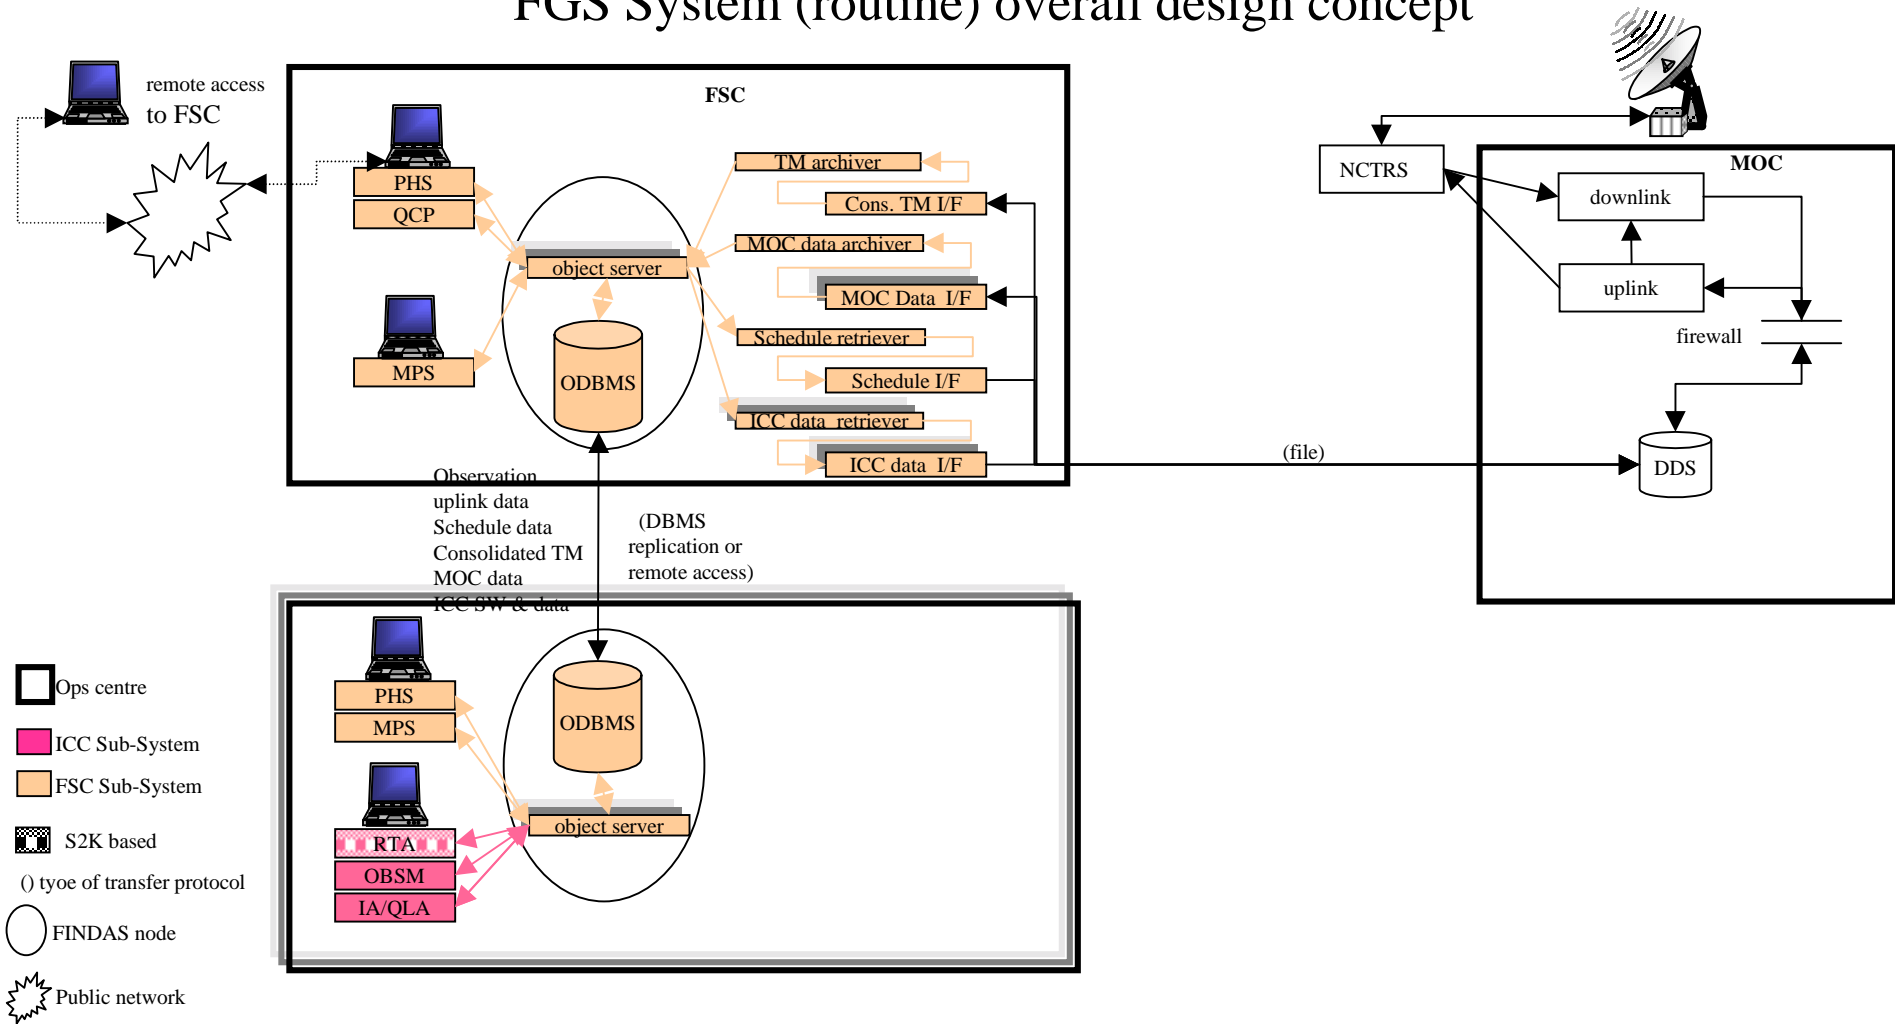 FGS System (routine) overall design concept
remote access
to FSC
FSC
PHS
QCP
MPS
object server
ODBMS
TM archiver
Cons. TM I/F
MOC data archiver
MOC Data I/F
Schedule retriever
Schedule I/F
ICC data retriever
ICC data I/F
NCTRS
MOC
downlink
uplink
firewall
DDS
(file)
Observation
uplink data
Schedule data
Consolidated TM
MOC data
ICC SW & data
(DBMS
replication or
remote access)
PHS
MPS
ODBMS
object server
RTA
OBSM
IA/QLA
Ops centre
ICC Sub-System
FSC Sub-System
S2K based
() tyoe of transfer protocol
FINDAS node
Public network